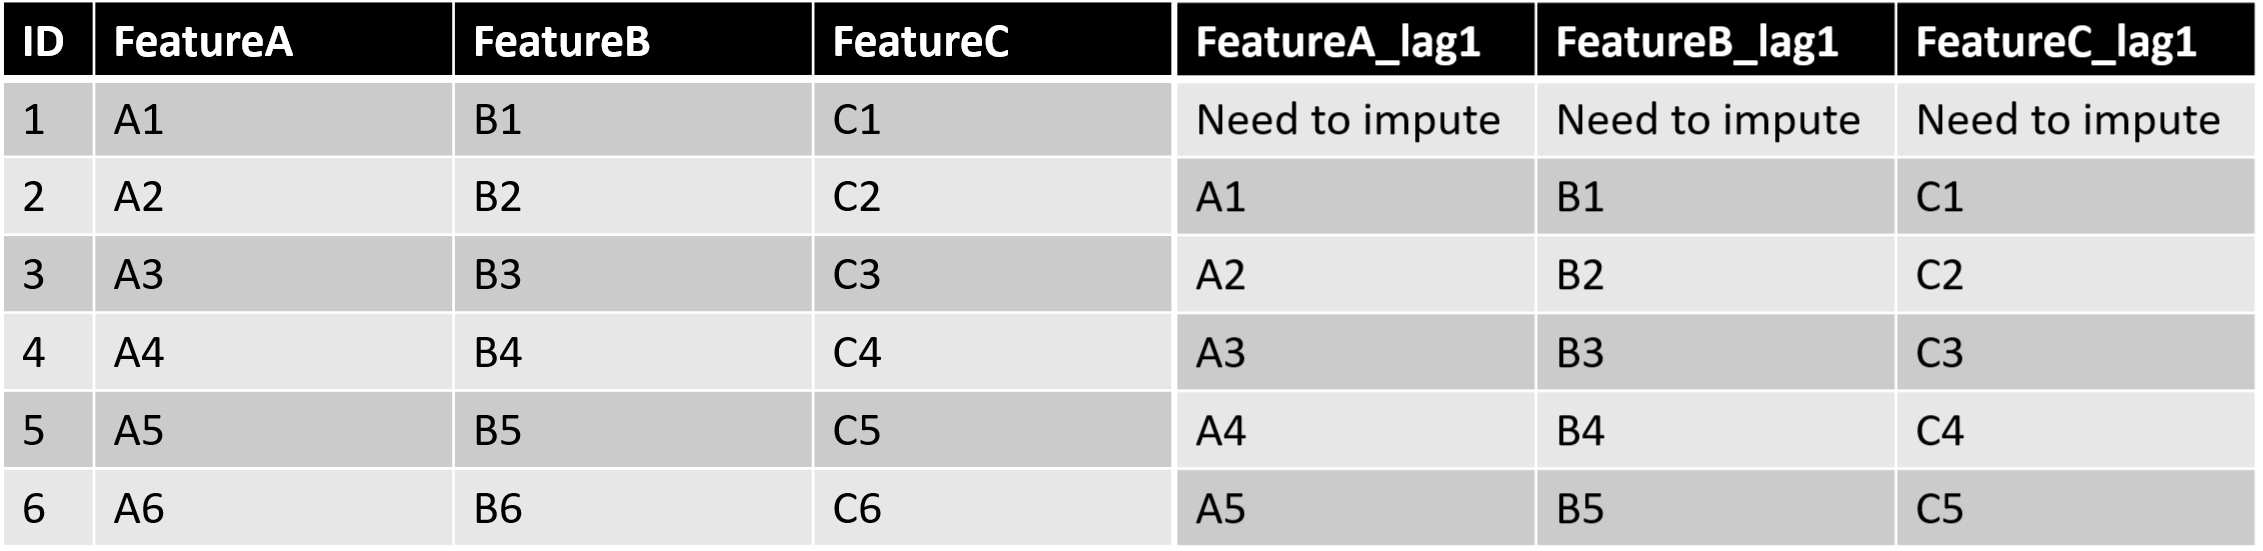 ID FeatureA FeatureB FeatureC FeatureA_lag1 FeatureB_lag1 FeatureC_lag1
1 A1 B1 C1 Need to impute Need to impute Need to impute
2 A2 B2 C2 A1 B1 C1
3 A3 B3 C3 A2 B2 C2
4 A4 B4 C4 A3 B3 C3
5 A5 B5 C5 A4 B4 C4
6 A6 B6 C6 A5 B5 C5